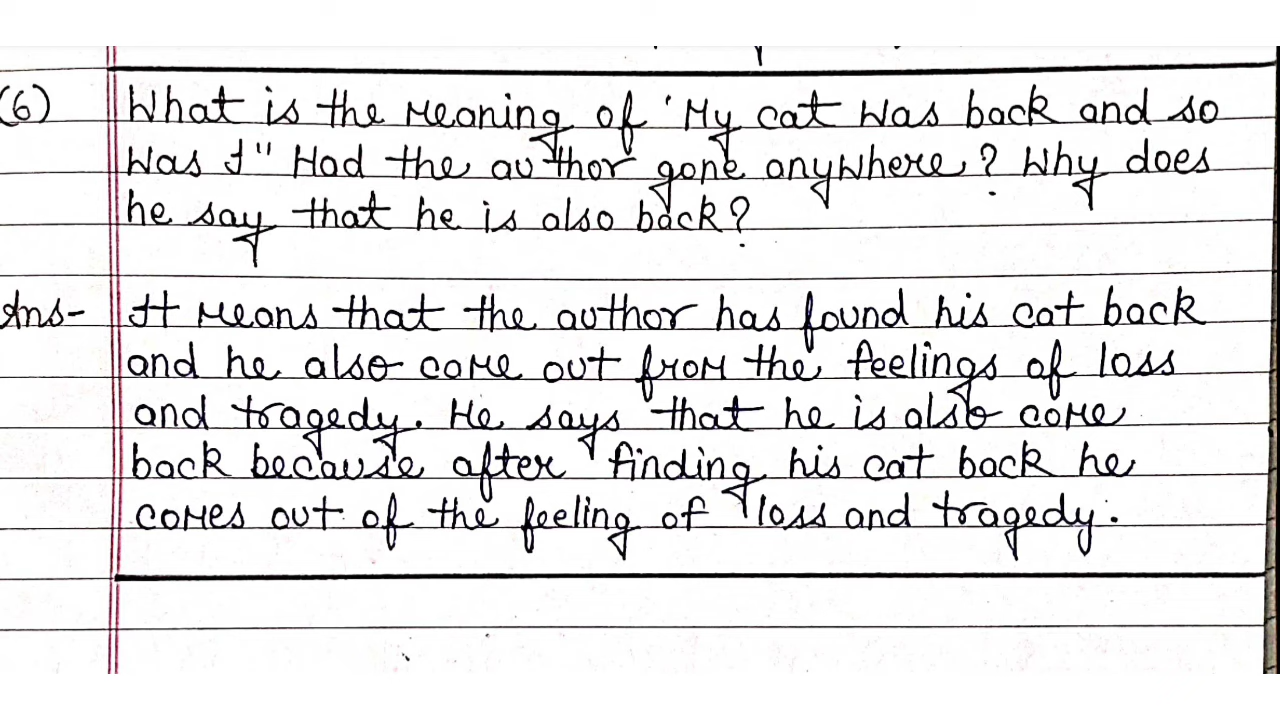 (6) What is the meaning of 'My cat was back and so
was I" Had the author gone anywhere? Why does
he say that he is also back?
Ans- It means that the author has found his cat back
and he also come out from the feelings of loss
and tragedy. He says that he is also come
back because after finding his cat back he
comes out of the feeling of loss and tragedy.